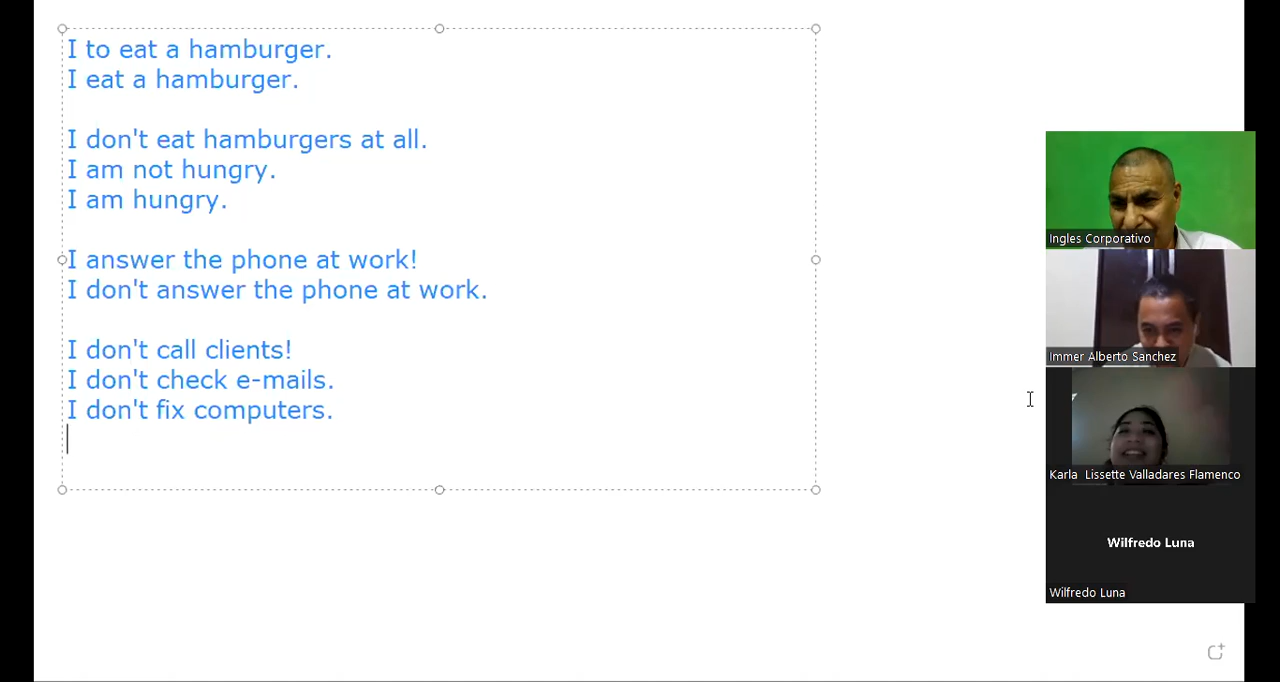 I to eat a hamburger.
I eat a hamburger.
I don't eat hamburgers at all.
I am not hungry.
I am hungry.
I answer the phone at work!
I don't answer the phone at work.
I don't call clients!
I don't check e-mails.
I don't fix computers.
Ingles Corporativo
Immer Alberto Sanchez
Karla Lissette Valladares Flamenco
Wilfredo Luna
Wilfredo Luna